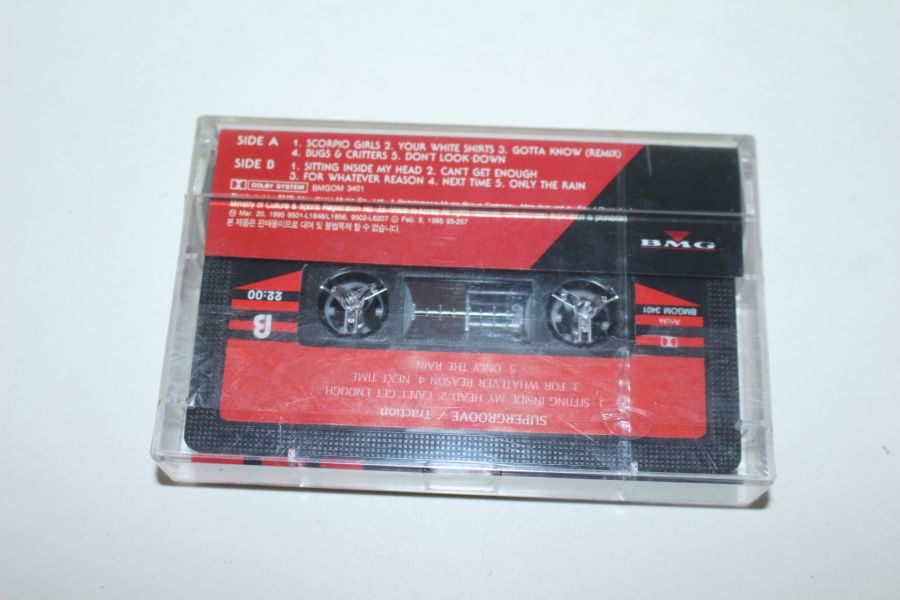 SIDE A
1. SCORPIO GIRLS 2. YOUR WHITE SHIRTS 3. GOTTA KNOW (REMIX)
4. BUGS & CRITTERS 5. DON'T LOOK DOWN
SIDE B
1. SITTING INSIDE MY HEAD 2. CAN'T GET ENOUGH
3. FOR WHATEVER REASON 4. NEXT TIME 5. ONLY THE RAIN
DOLBY SYSTEM BMGOM 3401
Ministry of Culture & Sports Registration No.
Mar. 20, 1995 9501-L1848/L1856, 9502-L6207 Feb. 9, 1995 95-257
본 제품은 판매용이므로 대여 및 불법복제 할 수 없습니다.
BMG
SUPERGROOVE / Traction
1. SITTING INSIDE MY HEAD 2. CAN'T GET ENOUGH
3. FOR WHATEVER REASON 4. NEXT TIME
5. ONLY THE RAIN
B
22:00
Arista
BMGOM 3401